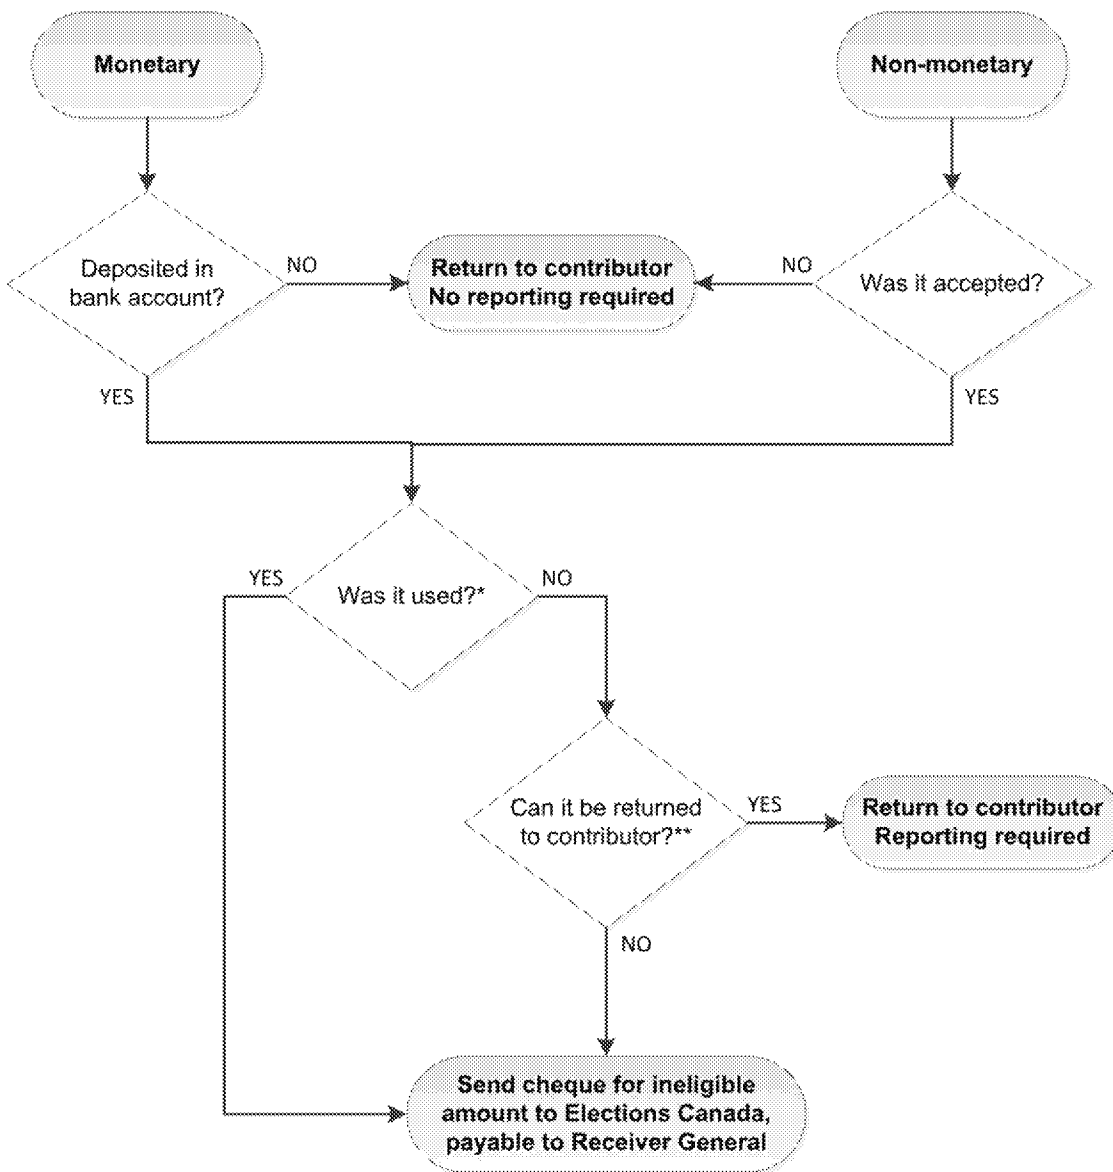 Monetary
Non-monetary
Deposited in
bank account?
NO
Return to contributor
No reporting required
NO
Was it accepted?
YES
YES
YES
Was it used?*
NO
Can it be returned
to contributor?**
YES
Return to contributor
Reporting required
NO
Send cheque for ineligible
amount to Elections Canada,
payable to Receiver General